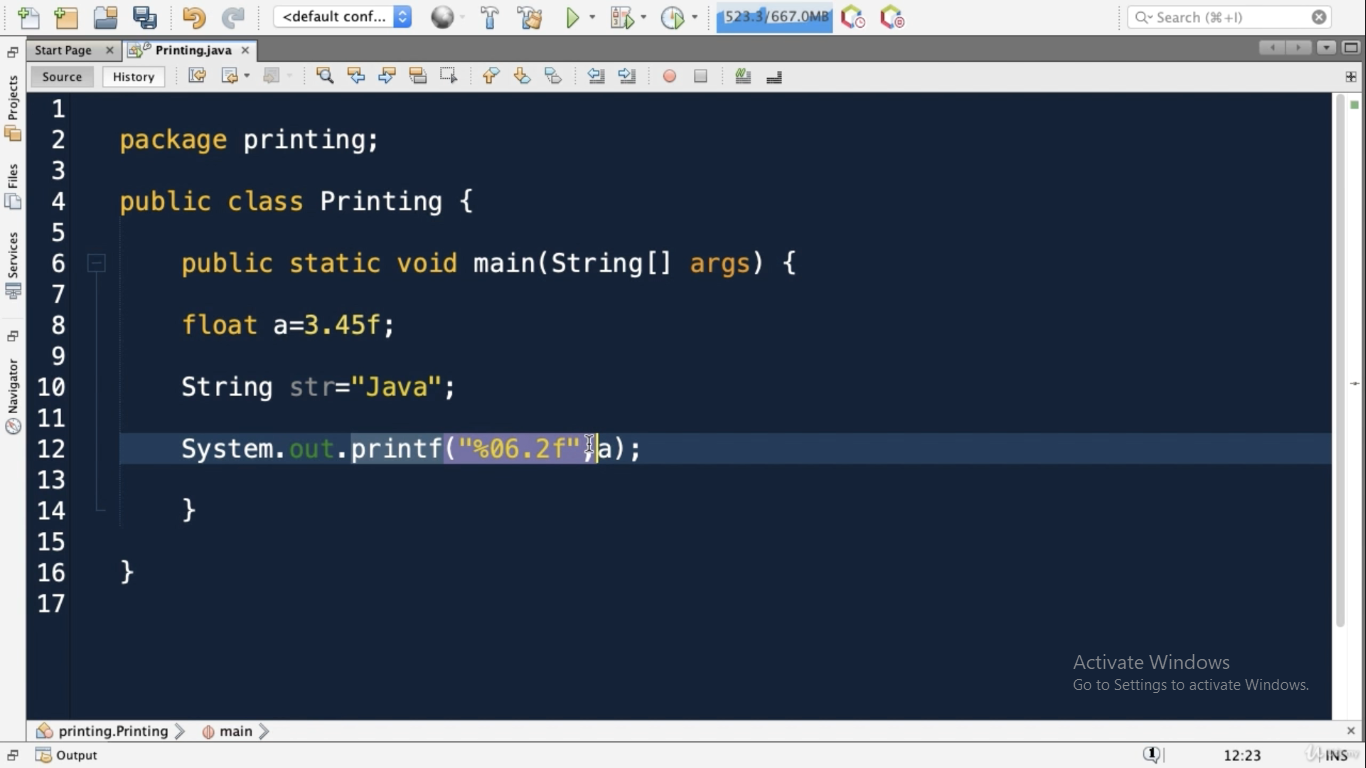 <default conf...
523.3/667.0MB
Search (⌘+I)
Start Page
Printing.java
Source
History
Projects
Files
Services
Navigator
1
2 package printing;
3
4 public class Printing {
5
6 public static void main(String[] args) {
7
8 float a=3.45f;
9
10 String str="Java";
11
12 System.out.printf("%06.2f",a);
13
14 }
15
16 }
17
Activate Windows
Go to Settings to activate Windows.
printing.Printing
main
Output
1
12:23
INS